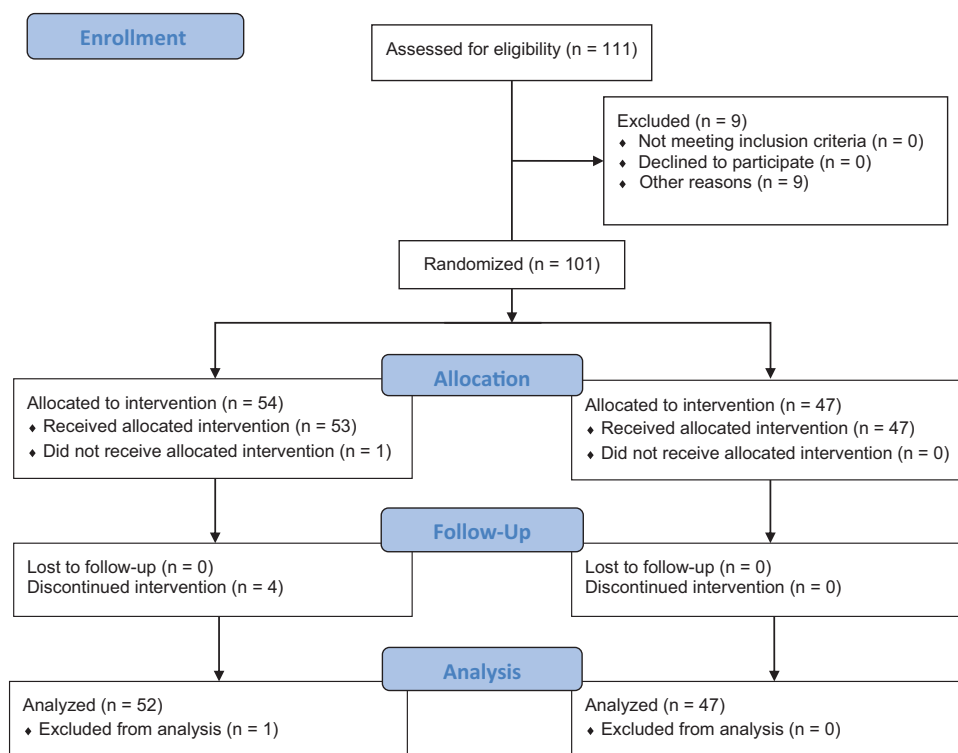 Enrollment
Assessed for eligibility (n = 111)
Excluded (n = 9)
♦ Not meeting inclusion criteria (n = 0)
♦ Declined to participate (n = 0)
♦ Other reasons (n = 9)
Randomized (n = 101)
Allocation
Allocated to intervention (n = 54)
♦ Received allocated intervention (n = 53)
♦ Did not receive allocated intervention (n = 1)
Allocated to intervention (n = 47)
♦ Received allocated intervention (n = 47)
♦ Did not receive allocated intervention (n = 0)
Follow-Up
Lost to follow-up (n = 0)
Discontinued intervention (n = 4)
Lost to follow-up (n = 0)
Discontinued intervention (n = 0)
Analysis
Analyzed (n = 52)
♦ Excluded from analysis (n = 1)
Analyzed (n = 47)
♦ Excluded from analysis (n = 0)